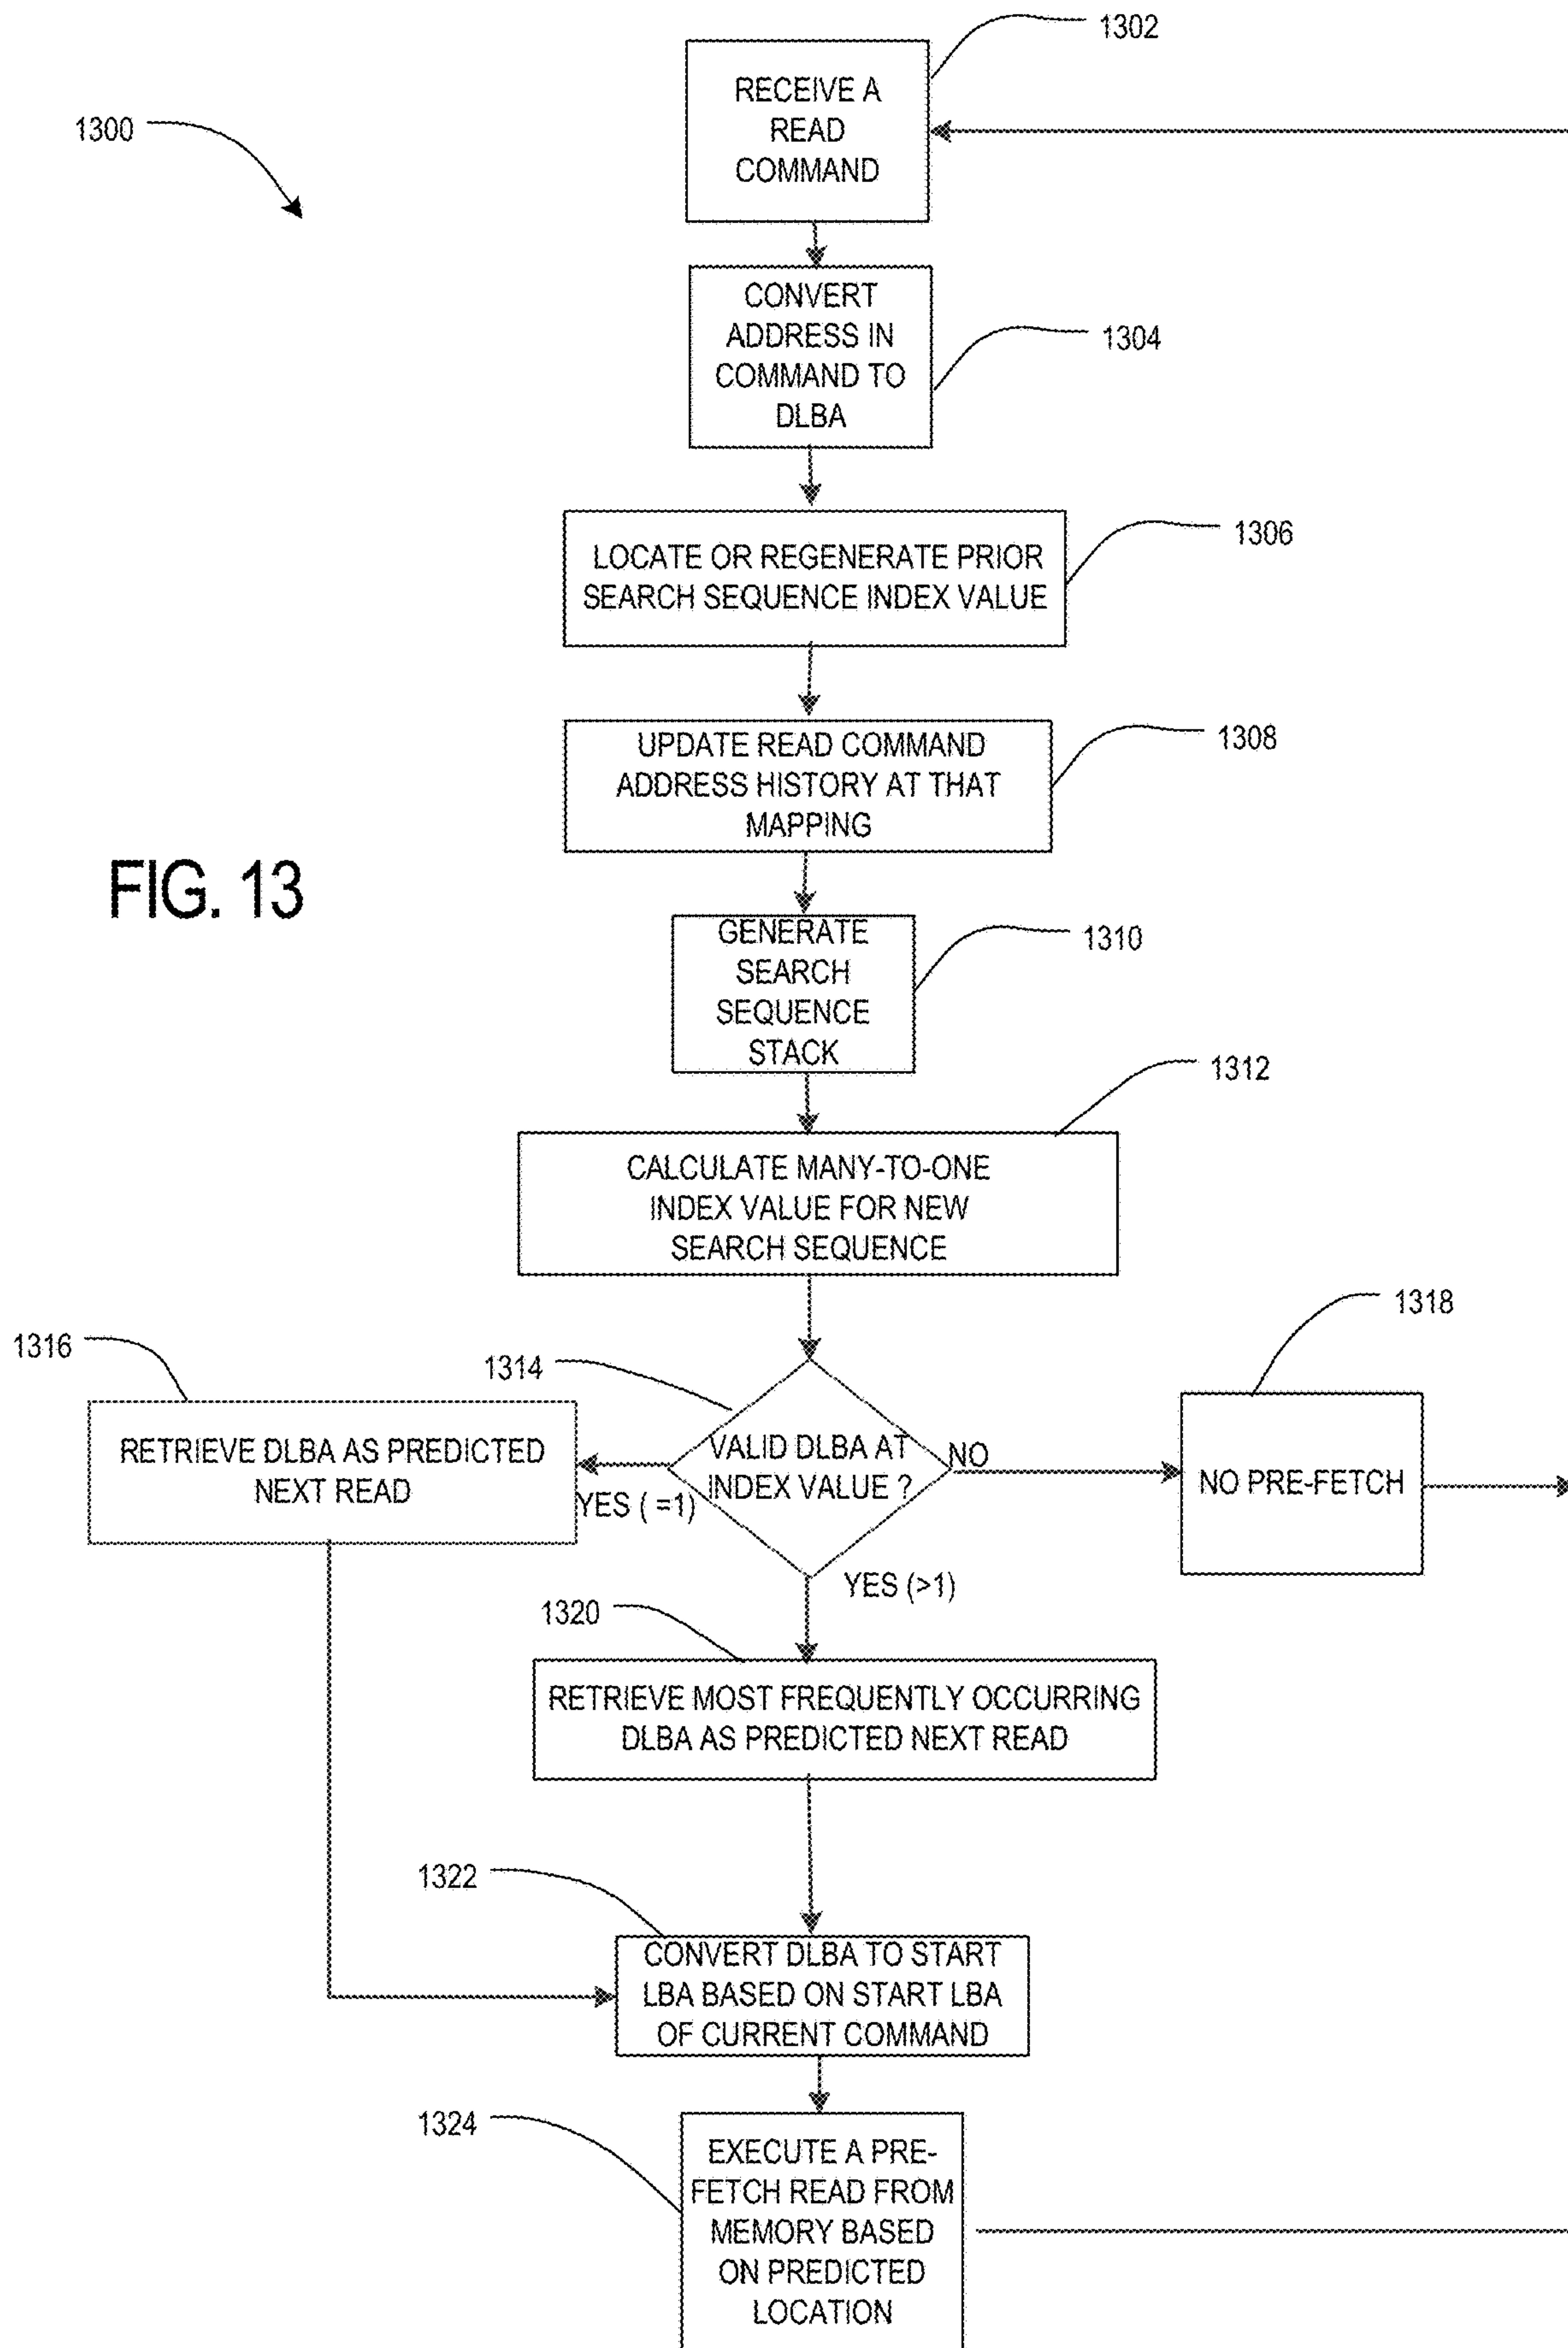 1302
RECEIVE A
READ
COMMAND
1300
CONVERT
ADDRESS IN
COMMAND TO
DLBA
1304
LOCATE OR REGENERATE PRIOR
SEARCH SEQUENCE INDEX VALUE
1306
UPDATE READ COMMAND
ADDRESS HISTORY AT THAT
MAPPING
1308
FIG. 13
GENERATE
SEARCH
SEQUENCE
STACK
1310
1312
CALCULATE MANY-TO-ONE
INDEX VALUE FOR NEW
SEARCH SEQUENCE
1314
VALID DLBA AT
INDEX VALUE ?
1316
RETRIEVE DLBA AS PREDICTED
NEXT READ
YES ( =1)
NO
1318
NO PRE-FETCH
YES (>1)
1320
RETRIEVE MOST FREQUENTLY OCCURRING
DLBA AS PREDICTED NEXT READ
1322
CONVERT DLBA TO START
LBA BASED ON START LBA
OF CURRENT COMMAND
1324
EXECUTE A PRE-
FETCH READ FROM
MEMORY BASED
ON PREDICTED
LOCATION